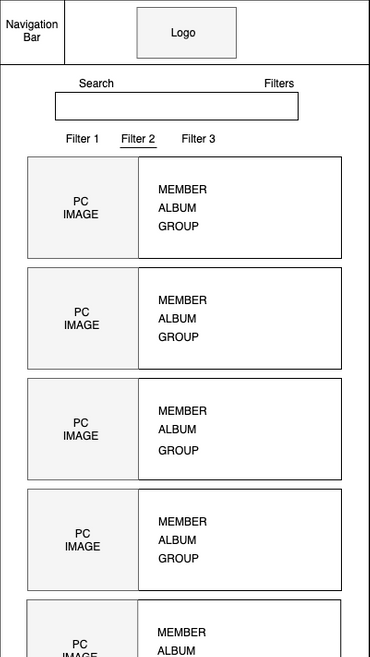 Navigation
Bar
Logo
Search
Filters
Filter 1
Filter 2
Filter 3
PC
IMAGE
MEMBER
ALBUM
GROUP
PC
IMAGE
MEMBER
ALBUM
GROUP
PC
IMAGE
MEMBER
ALBUM
GROUP
PC
IMAGE
MEMBER
ALBUM
GROUP
PC
IMAGE
MEMBER
ALBUM